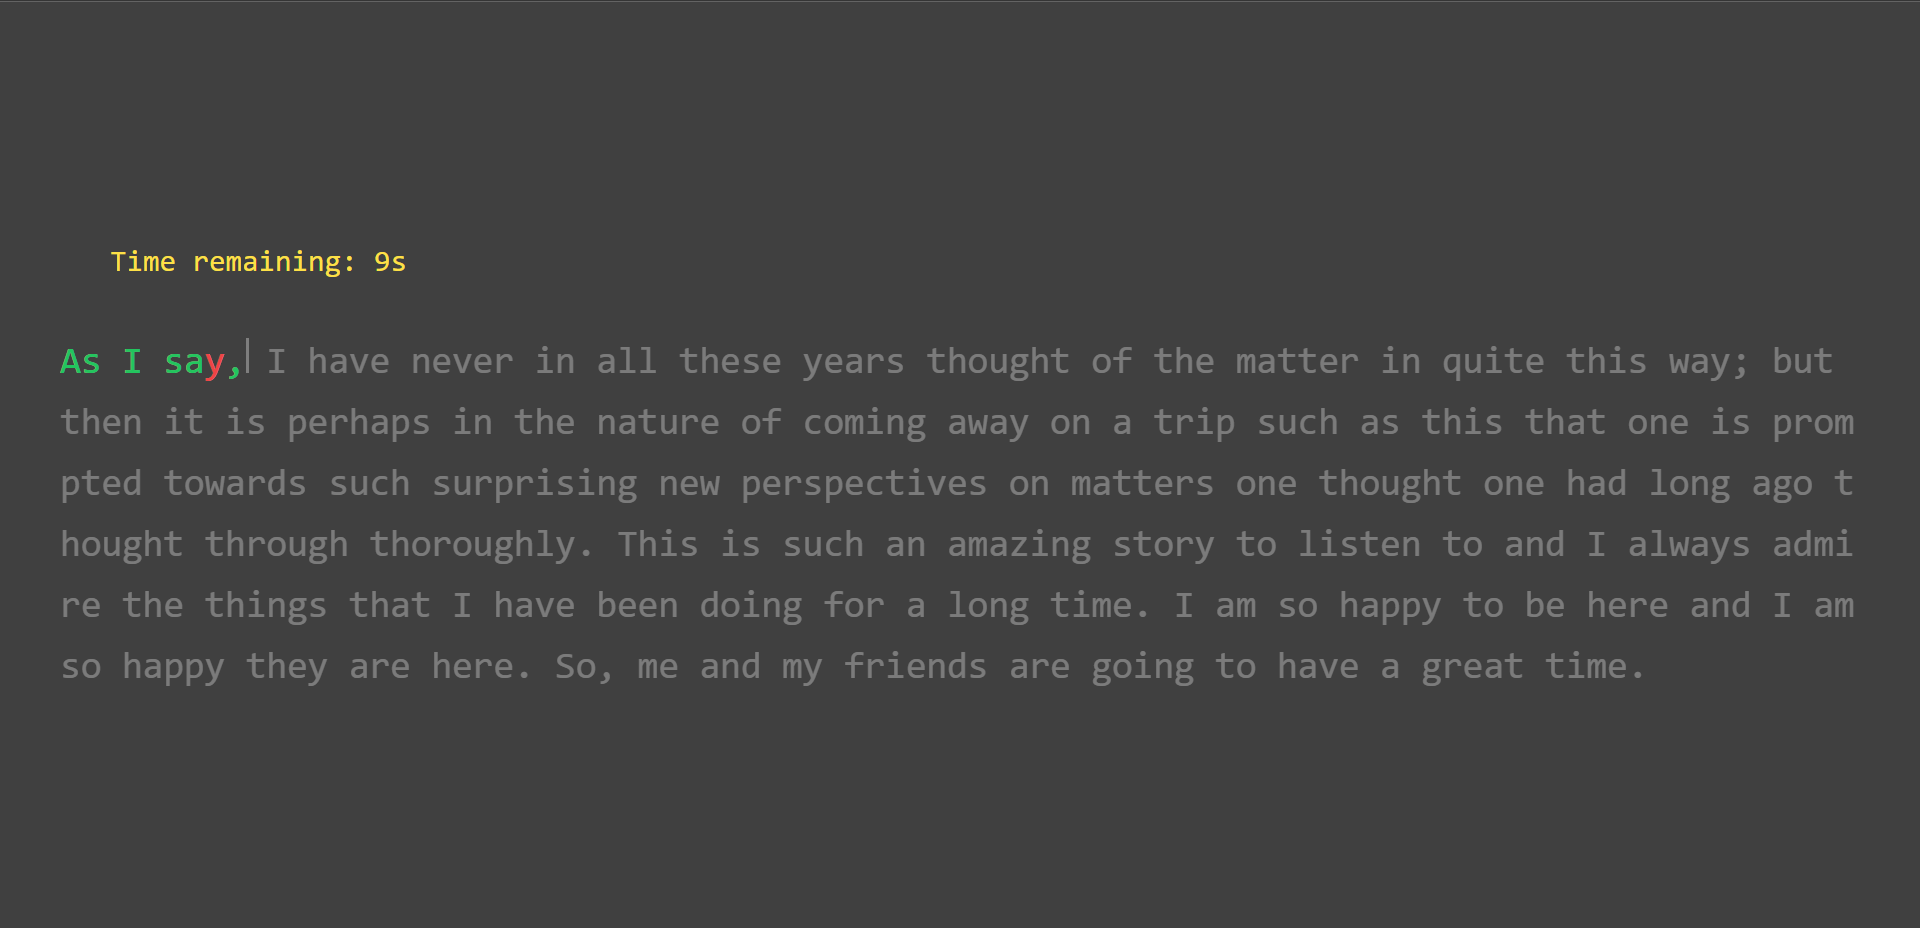 Time remaining: 9s
As I say, I have never in all these years thought of the matter in quite this way; but
then it is perhaps in the nature of coming away on a trip such as this that one is prom
pted towards such surprising new perspectives on matters one thought one had long ago t
hought through thoroughly. This is such an amazing story to listen to and I always admi
re the things that I have been doing for a long time. I am so happy to be here and I am
so happy they are here. So, me and my friends are going to have a great time.